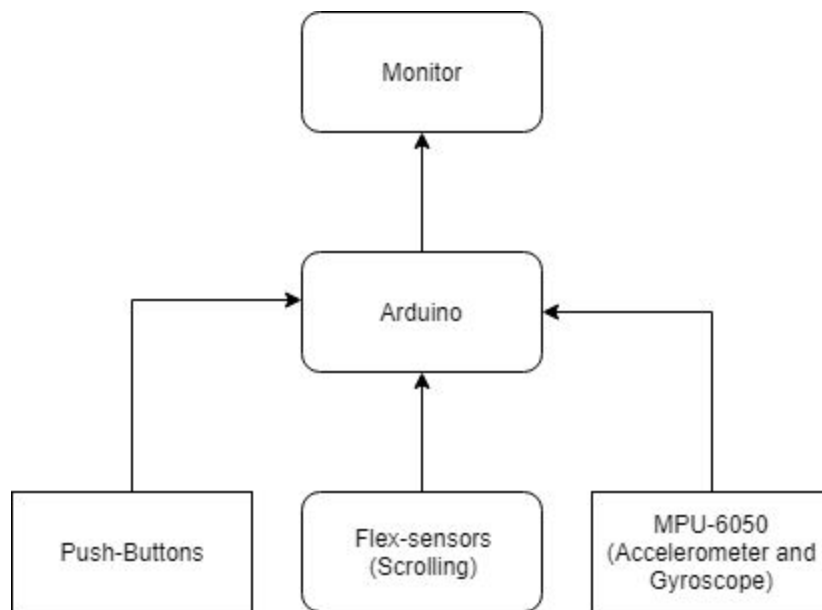 Monitor
Arduino
Push-Buttons
Flex-sensors
(Scrolling)
MPU-6050
(Accelerometer and
Gyroscope)